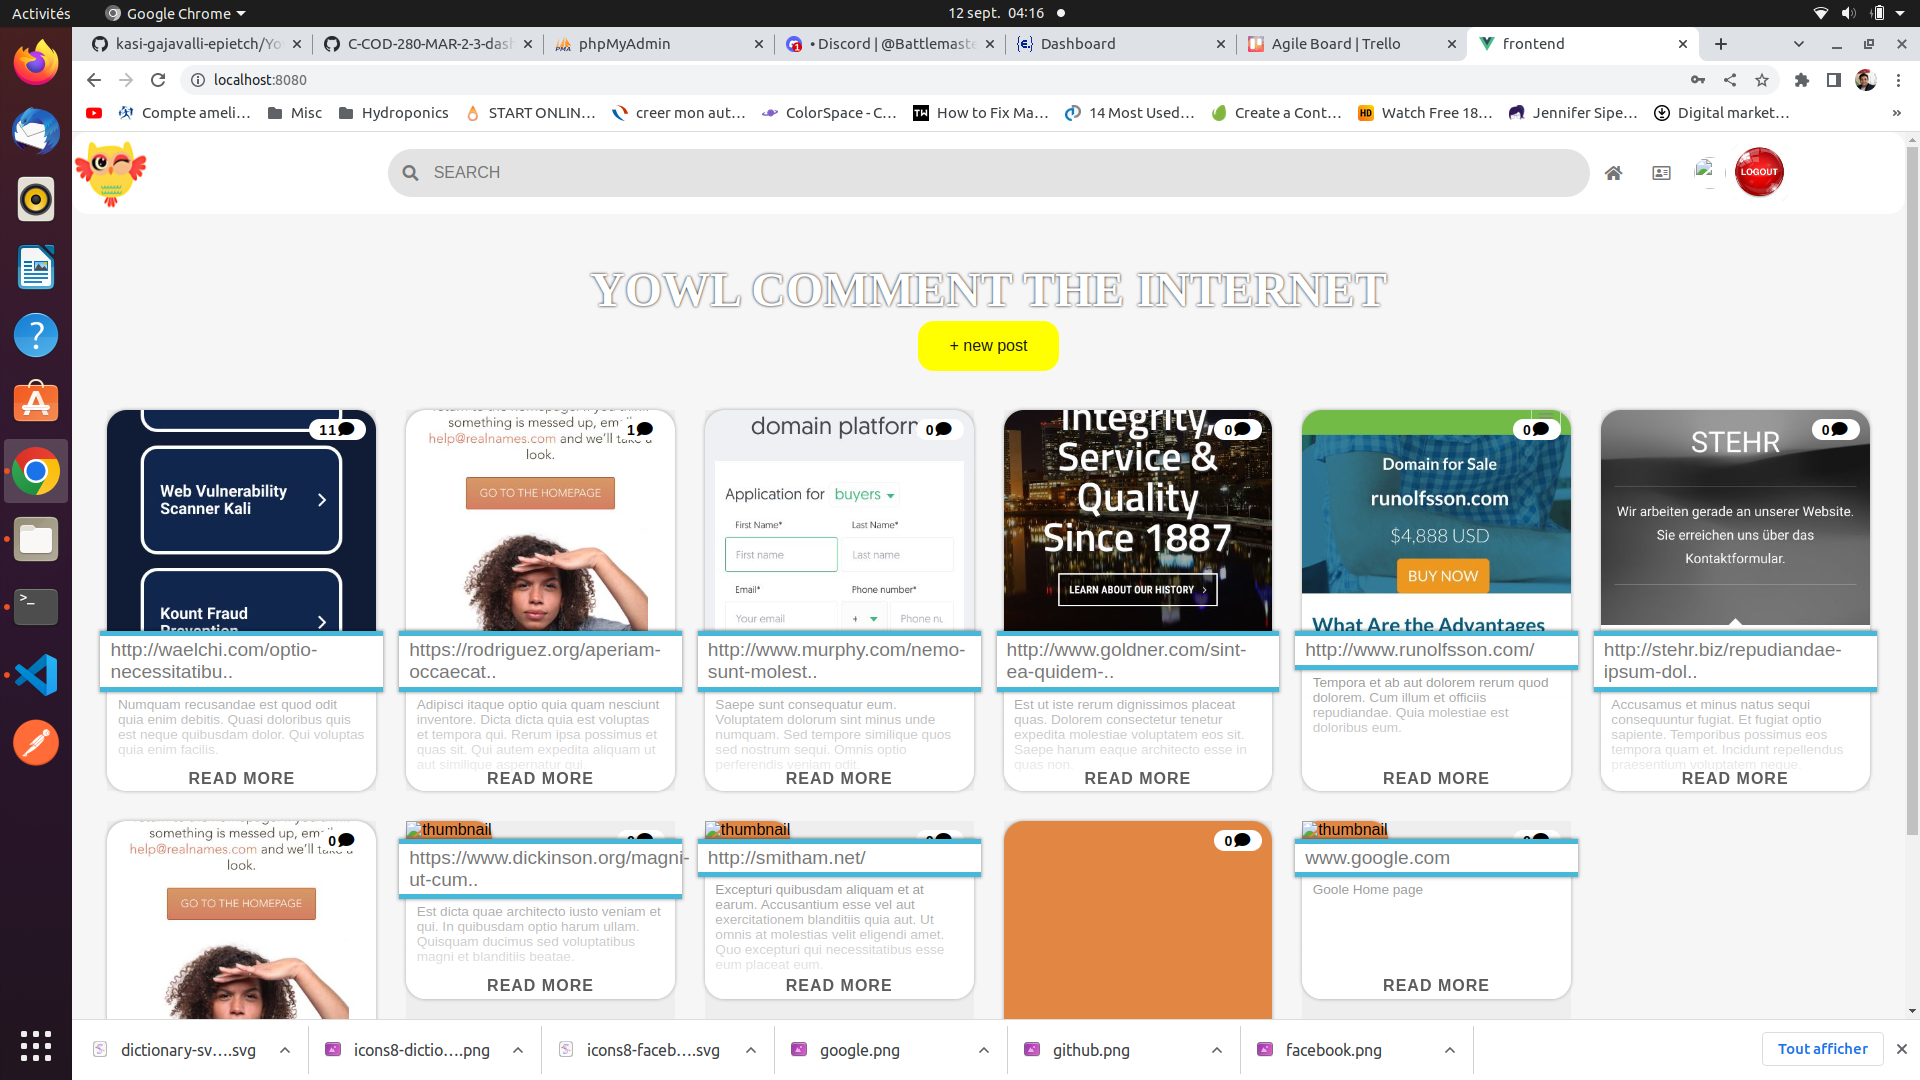 Activités
Google Chrome
12 sept. 04:16
kasi-gajavalli-epietch/Yo
C-COD-280-MAR-2-3-dash
phpMyAdmin
• Discord | @Battlemaste
Dashboard
Agile Board | Trello
frontend
localhost:8080
Compte ameli…
Misc
Hydroponics
START ONLIN…
creer mon aut…
ColorSpace - C…
TW
How to Fix Ma…
14 Most Used…
Create a Cont…
HD
Watch Free 18…
Jennifer Sipe…
Digital market…
»
SEARCH
LOGOUT
YOWL COMMENT THE INTERNET
+ new post
11
Web Vulnerability
Scanner Kali
Kount Fraud
Prevention
http://waelchi.com/optio-
necessitatibu..
Numquam recusandae est quod odit
quia enim debitis. Quasi doloribus quis
est neque quibusdam dolor. Qui voluptas
quia enim facilis.
READ MORE
1
something is messed up, em
help@realnames.com and we'll take a
look.
GO TO THE HOMEPAGE
https://rodriguez.org/aperiam-
occaecat..
Adipisci itaque optio quia quam nesciunt
inventore. Dicta dicta quia est voluptas
et tempora qui. Rerum ipsa possimus et
quas sit. Qui autem expedita aliquam ut
aut similique aspernatur qui.
READ MORE
domain platforn
0
Application for buyers
First Name*
Last Name*
First name
Last name
Email*
Phone number*
Your email
+
Phone nu
http://www.murphy.com/nemo-
sunt-molest..
Saepe sunt consequatur eum.
Voluptatem dolorum sint minus unde
numquam. Sed tempore similique quos
sed nostrum sequi. Omnis optio
perferendis veniam odit.
READ MORE
Integrity,
0
Service &
Quality
Since 1887
LEARN ABOUT OUR HISTORY
http://www.goldner.com/sint-
ea-quidem-..
Est ut iste rerum dignissimos placeat
quas. Dolorem consectetur tenetur
expedita molestiae voluptatem eos sit.
Saepe harum eaque architecto esse in
quas non.
READ MORE
0
Domain for Sale
runolfsson.com
$4,888 USD
BUY NOW
What Are the Advantages
http://www.runolfsson.com/
Tempora et ab aut dolorem rerum quod
dolorem. Cum illum et officiis
repudiandae. Quia molestiae est
doloribus eum.
READ MORE
0
STEHR
Wir arbeiten gerade an unserer Website.
Sie erreichen uns über das
Kontaktformular.
http://stehr.biz/repudiandae-
ipsum-dol..
Accusamus et minus natus sequi
consequuntur fugiat. Et fugiat optio
sapiente. Temporibus possimus eos
tempora quam et. Incidunt repellendus
praesentium voluptatem neque.
READ MORE
0
something is messed up, em
help@realnames.com and we'll take a
look.
GO TO THE HOMEPAGE
thumbnail
https://www.dickinson.org/magni-
ut-cum..
Est dicta quae architecto iusto veniam et
qui. In quibusdam optio harum ullam.
Quisquam ducimus sed voluptatibus
magni et blanditiis beatae.
READ MORE
thumbnail
0
http://smitham.net/
Excepturi quibusdam aliquam et at
earum. Accusantium esse vel aut
exercitationem blanditiis quia aut. Ut
omnis at molestias velit eligendi amet.
Quo excepturi qui necessitatibus esse
eum placeat eum.
READ MORE
0
thumbnail
0
www.google.com
Goole Home page
READ MORE
dictionary-sv….svg
icons8-dictio….png
icons8-faceb….svg
google.png
github.png
facebook.png
Tout afficher